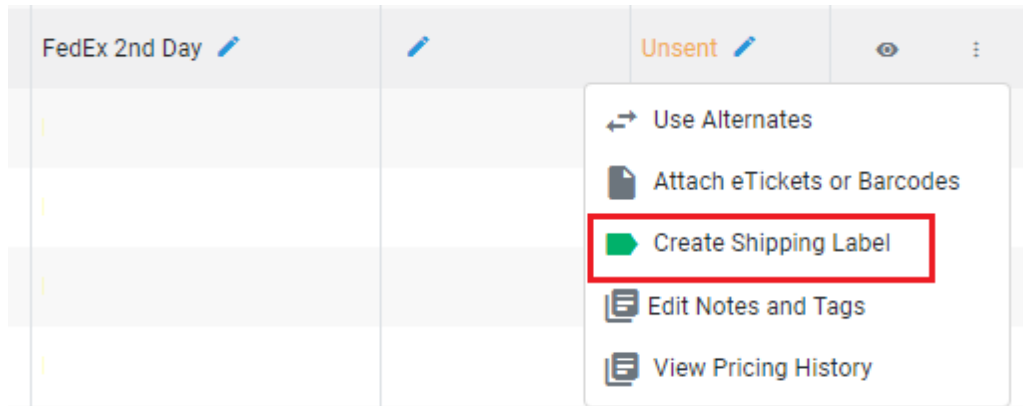 FedEx 2nd Day
Unsent
Use Alternates
Attach eTickets or Barcodes
Create Shipping Label
Edit Notes and Tags
View Pricing History